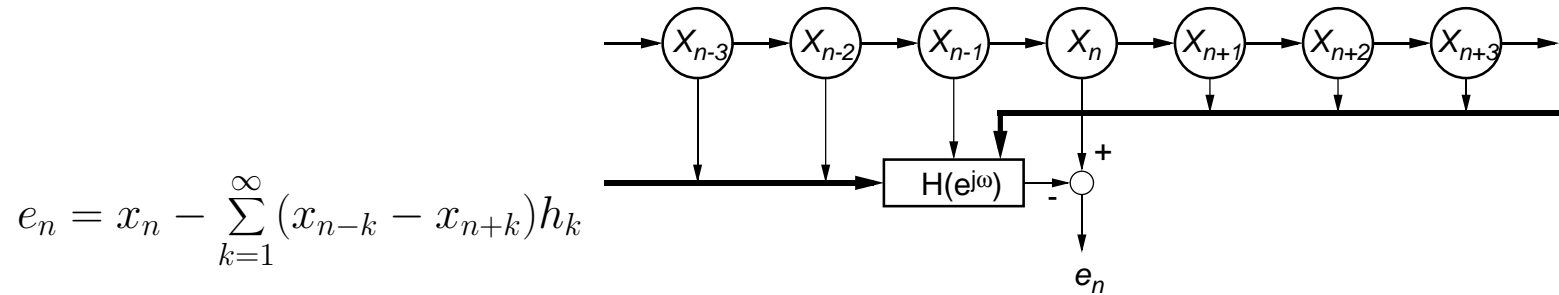 X_{n-3} X_{n-2} X_{n-1} X_n X_{n+1} X_{n+2} X_{n+3}
+
H(e^{jω})
-
e_n = x_n - \sum_{k=1}^{\infty} (x_{n-k} - x_{n+k}) h_k
e_n